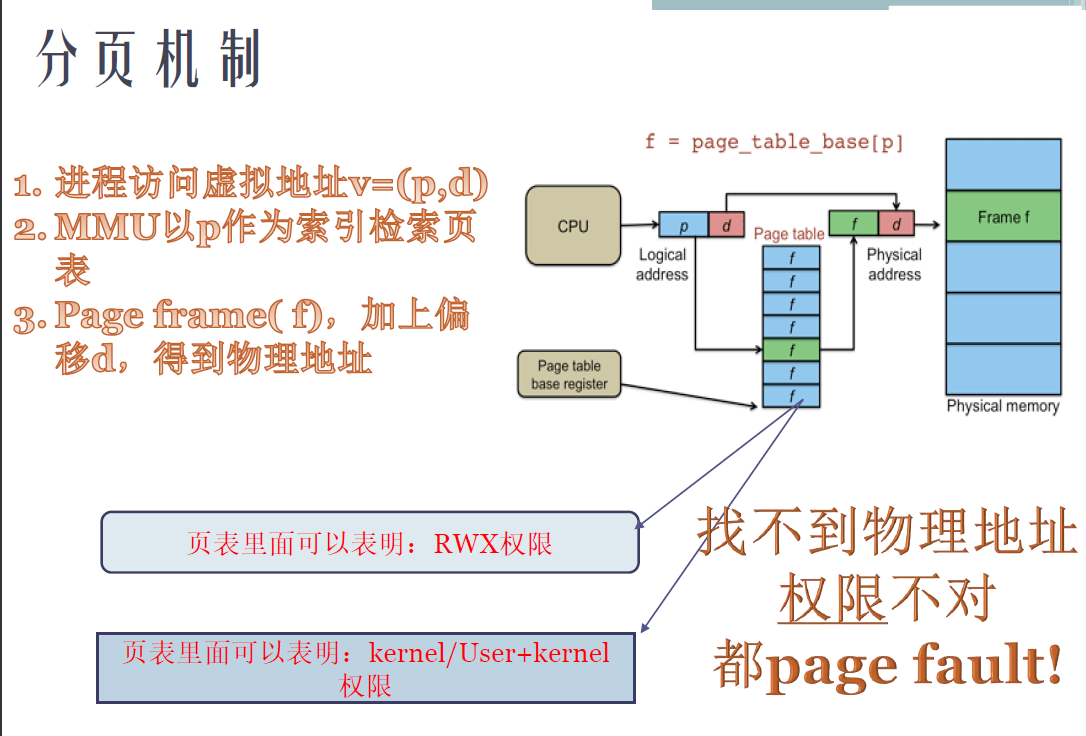 分页机制
1. 进程访问虚拟地址v=(p,d)
2. MMU以p作为索引检索页
表
3. Page frame( f)，加上偏
移d，得到物理地址
f = page_table_base[p]
CPU
p d
Logical
address
Page table
f
f
f
f
f
f
f
f d
Physical
address
Frame f
Physical memory
Page table
base register
页表里面可以表明：RWX权限
页表里面可以表明：kernel/User+kernel
权限
找不到物理地址
权限不对
都page fault!